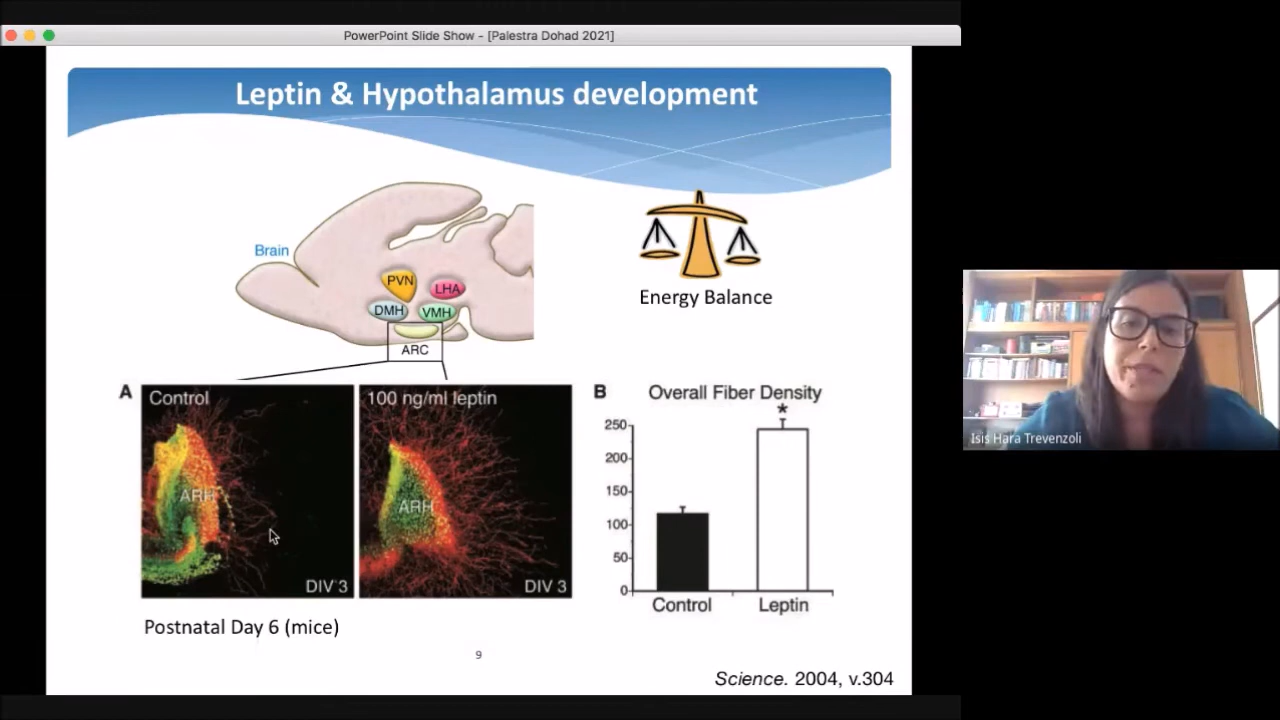 PowerPoint Slide Show - [Palestra Dohad 2021]
Leptin & Hypothalamus development
Brain
PVN
LHA
DMH
VMH
ARC
Energy Balance
A
Control
ARH
DIV 3
100 ng/ml leptin
ARH
DIV 3
B
Overall Fiber Density
*
250
200
150
100
50
0
Control
Leptin
Postnatal Day 6 (mice)
9
Science. 2004, v.304
Isis Hara Trevenzoli